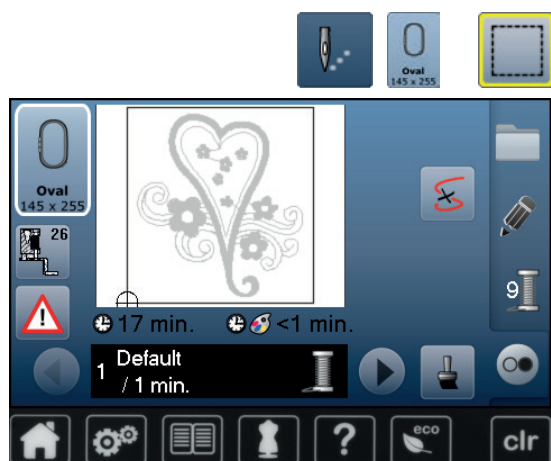 Oval
145 x 255
Oval
145 x 255
26
9
17 min.
<1 min.
1
Default
/ 1 min.
?
eco
clr